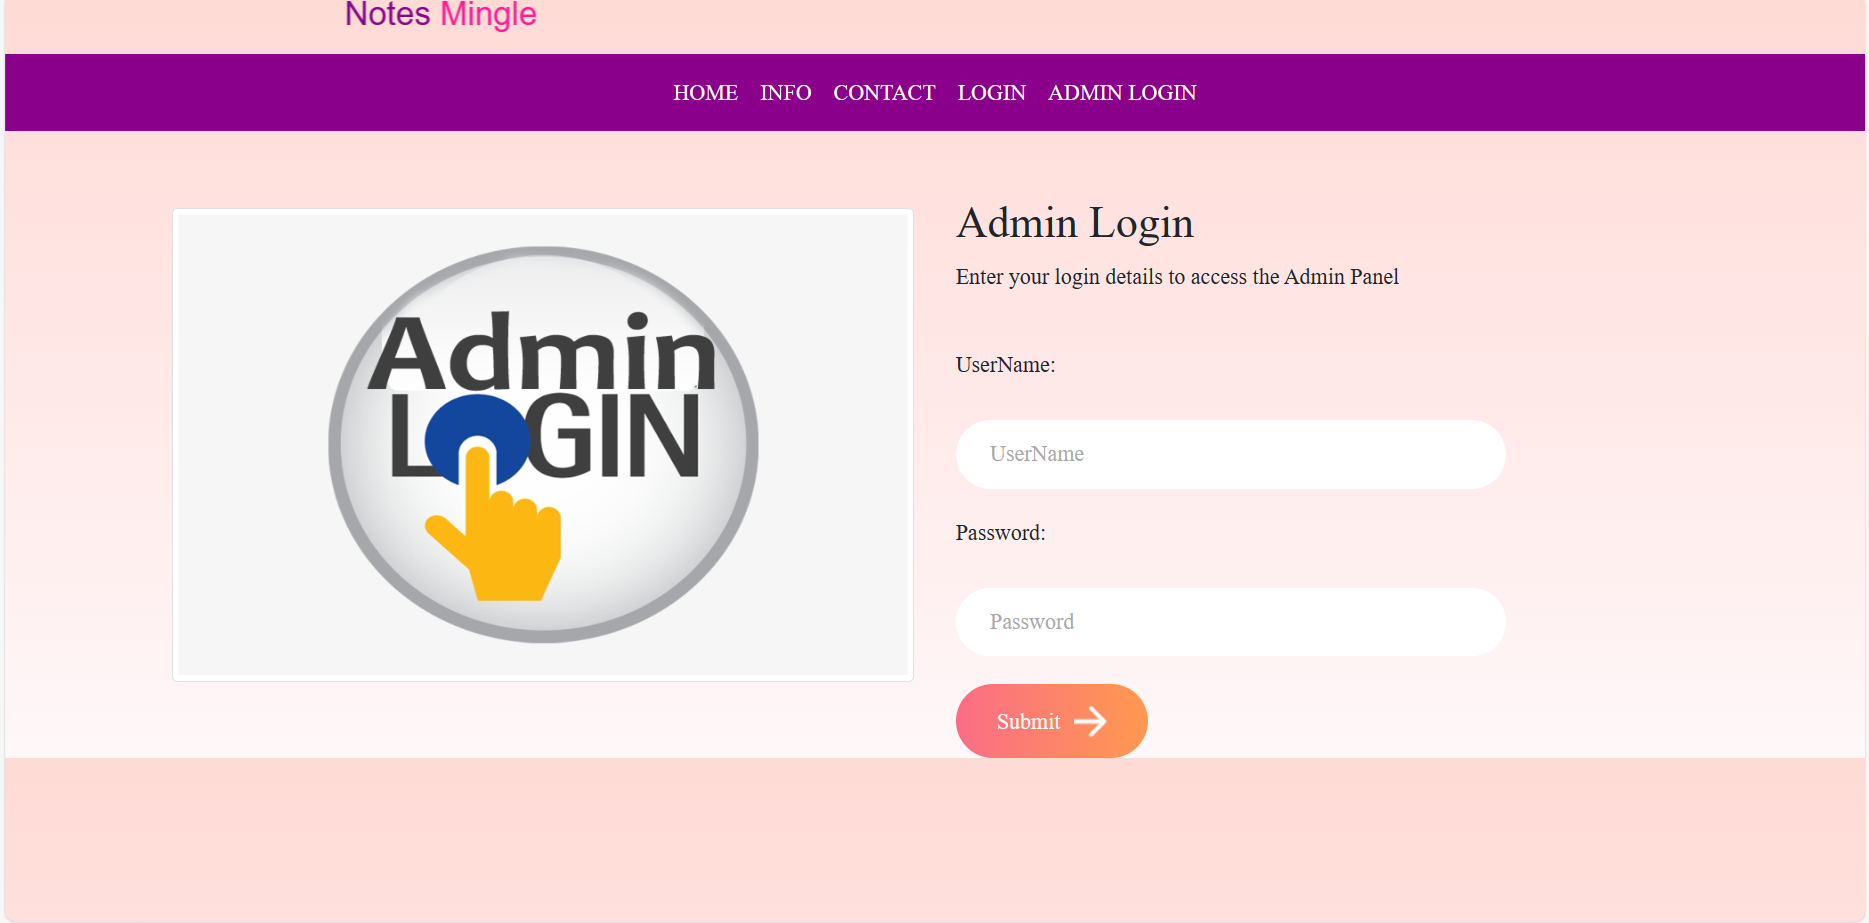 Notes Mingle
HOME INFO CONTACT LOGIN ADMIN LOGIN
Admin
LOGIN
Admin Login
Enter your login details to access the Admin Panel
UserName:
UserName
Password:
Password
Submit